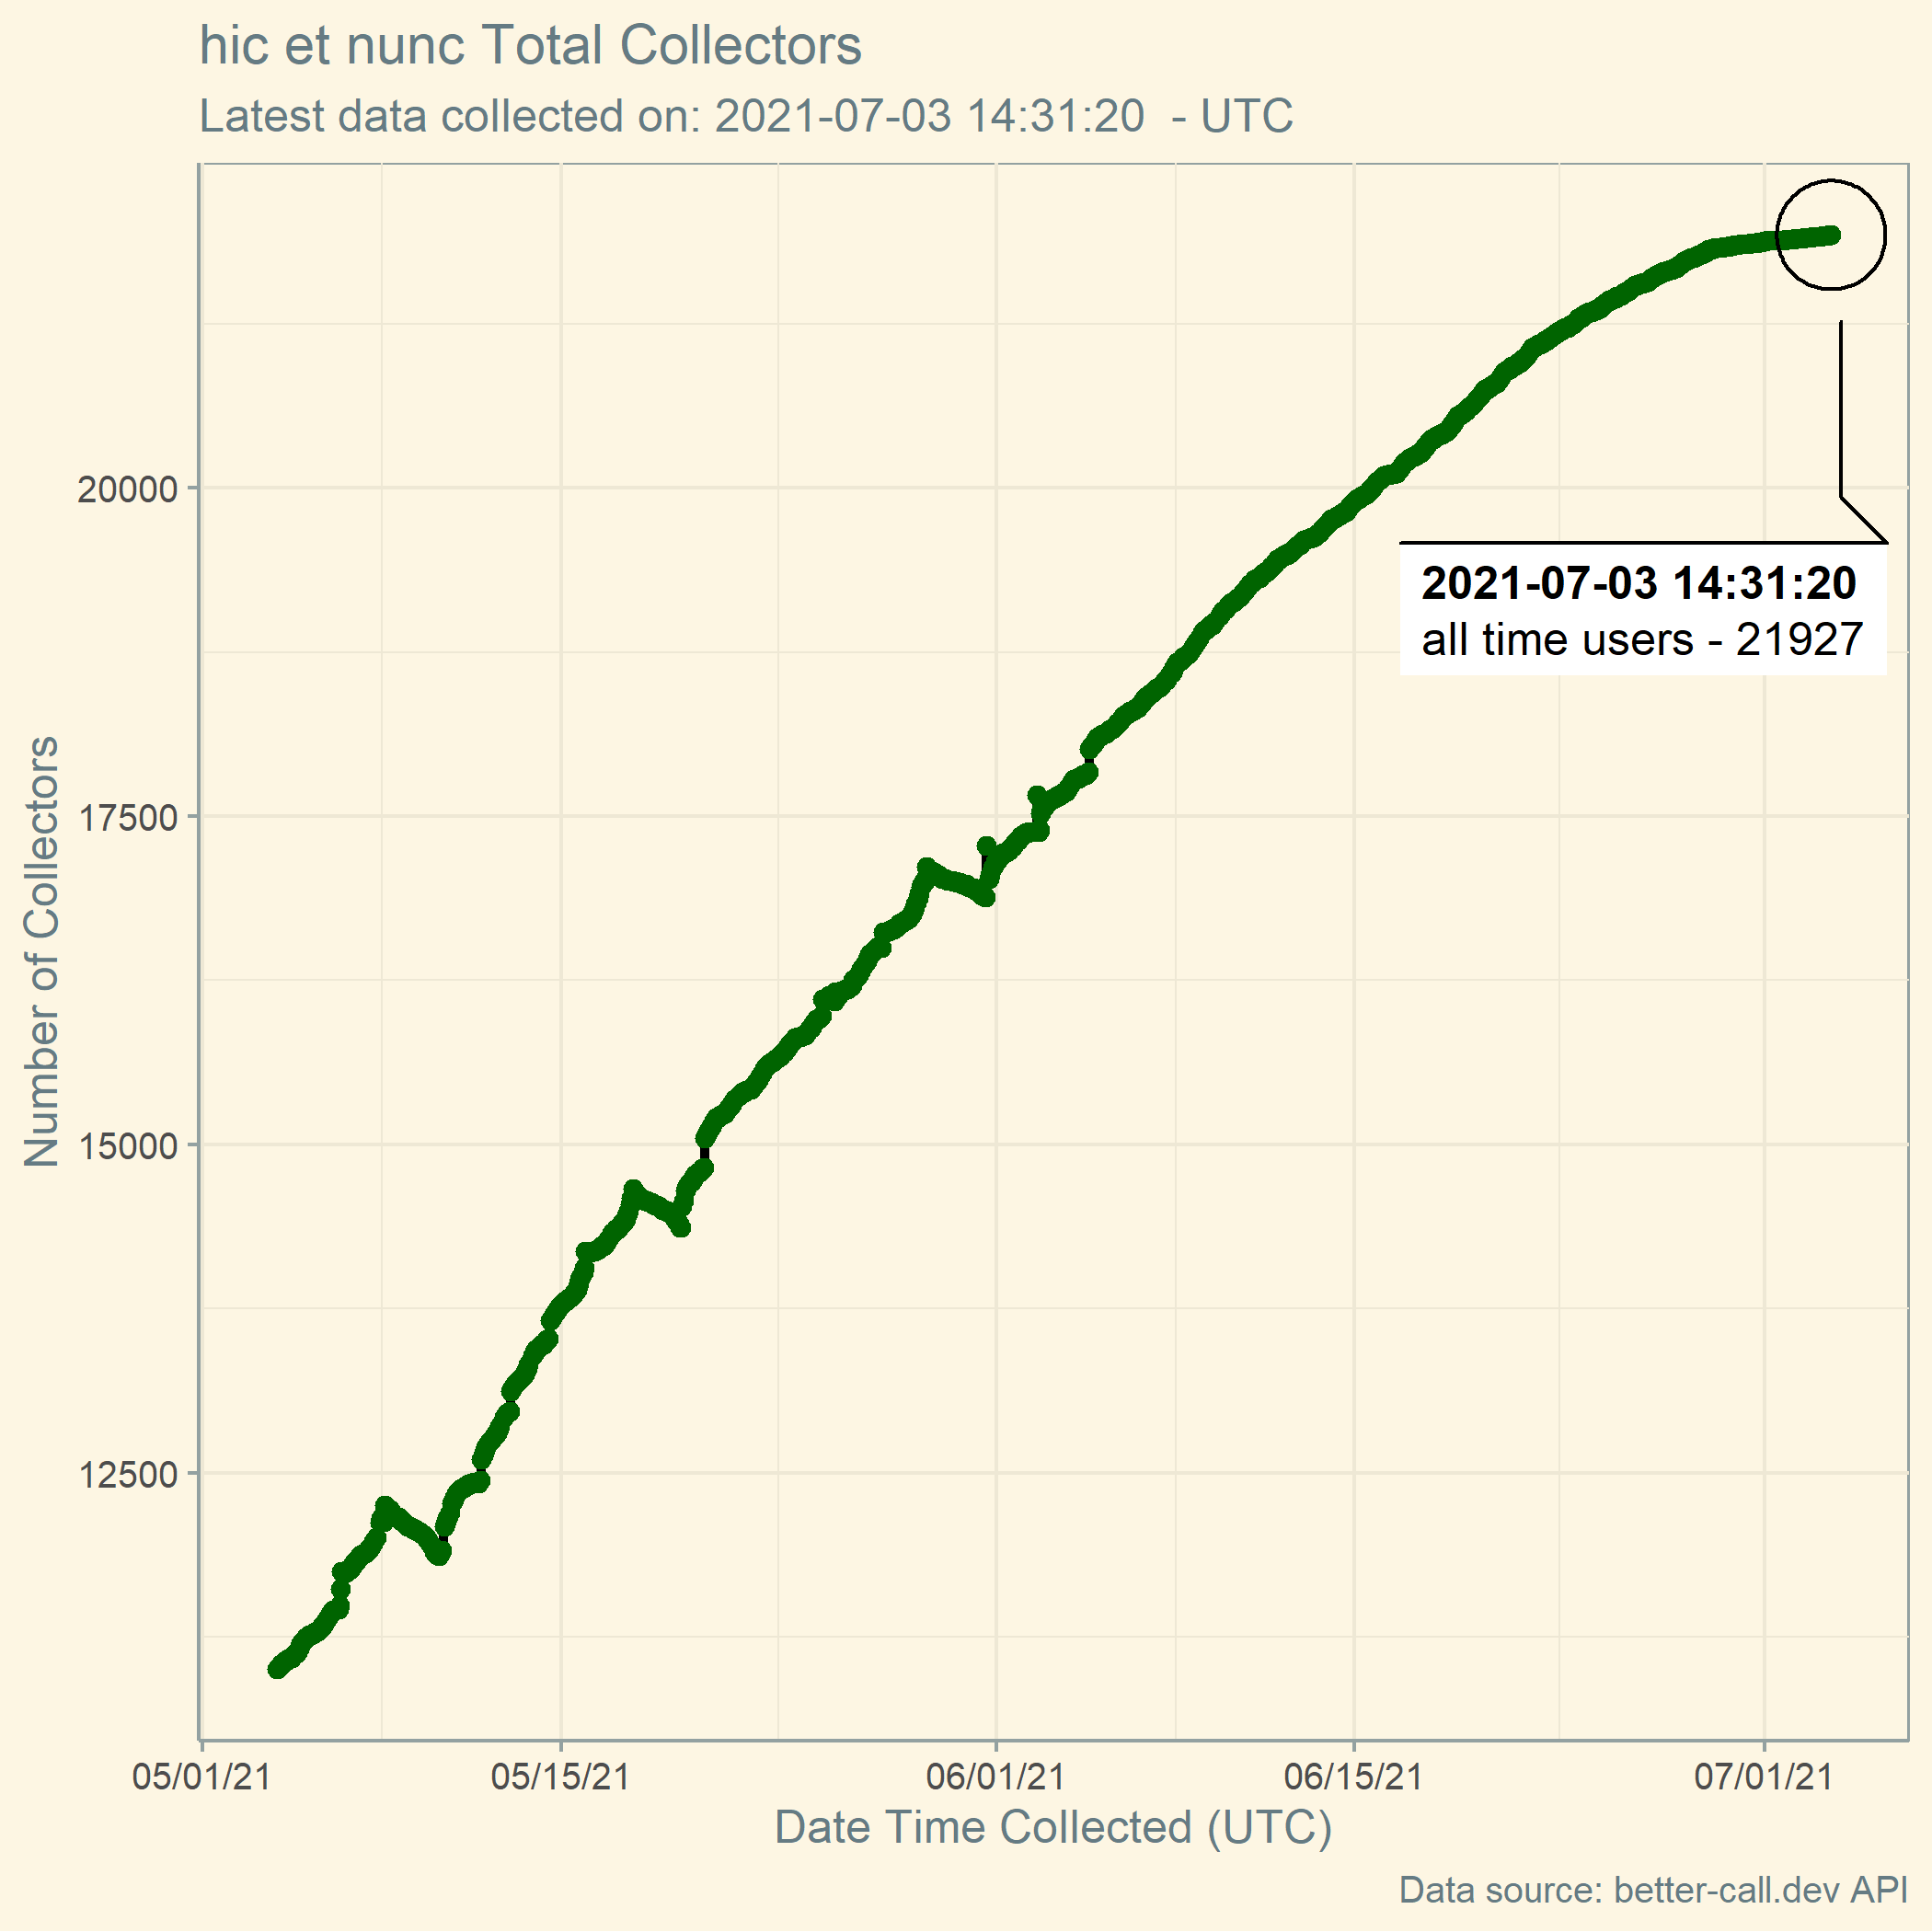 hic et nunc Total Collectors
Latest data collected on: 2021-07-03 14:31:20  - UTC
Number of Collectors
20000
17500
15000
12500
2021-07-03 14:31:20
all time users - 21927
05/01/21 05/15/21 06/01/21 06/15/21 07/01/21
Date Time Collected (UTC)
Data source: better-call.dev API